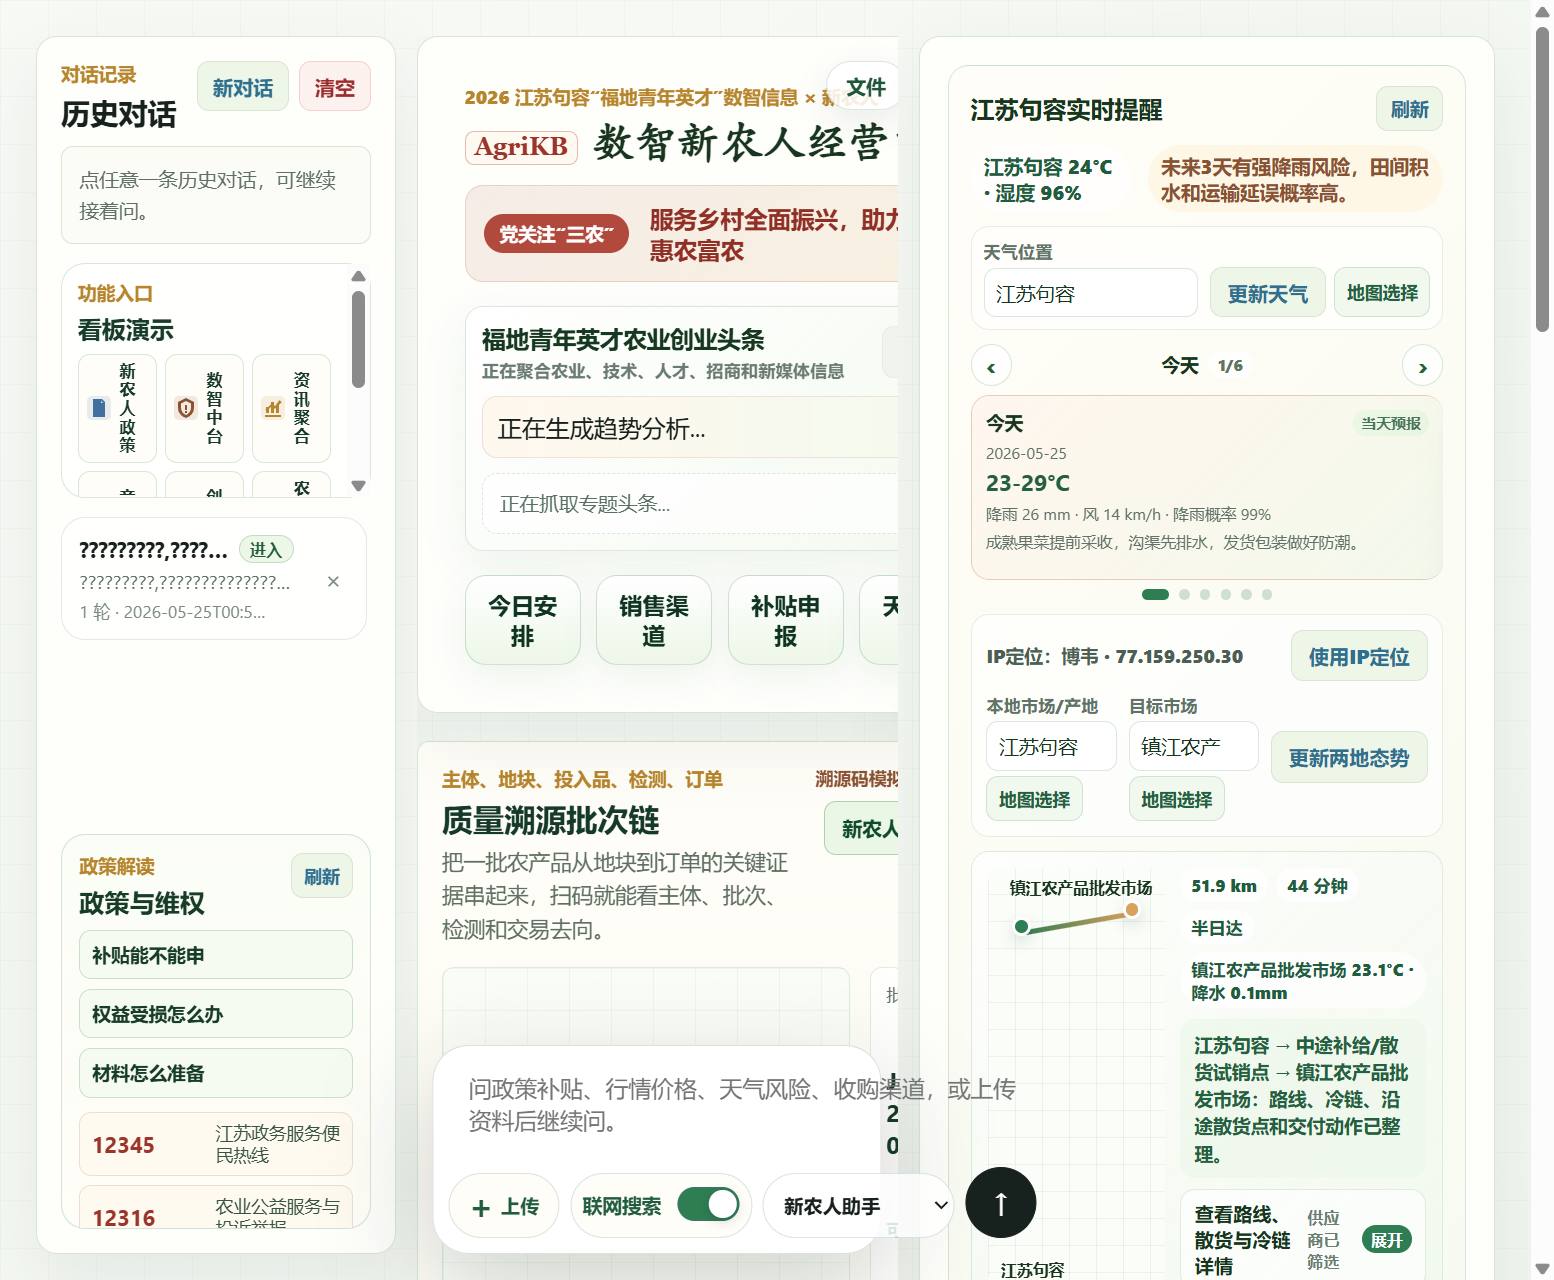 对话记录
历史对话
新对话
清空
点任意一条历史对话，可继续
接着问。
功能入口
看板演示
新农人政策
数智中台
资讯聚合
?????????,????...
进入
?????????,??????????????...
×
1 轮 · 2026-05-25T00:5...
政策解读
政策与维权
刷新
补贴能不能申
权益受损怎么办
材料怎么准备
12345
江苏政务服务便
民热线
12316
农业公益服务与
投诉举报
文件
2026 江苏句容“福地青年英才”数智信息 × 新农人
AgriKB
数智新农人经营
党关注“三农”
服务乡村全面振兴，助力
惠农富农
福地青年英才农业创业头条
正在聚合农业、技术、人才、招商和新媒体信息
正在生成趋势分析...
正在抓取专题头条...
今日安
排
销售渠
道
补贴申
报
天
主体、地块、投入品、检测、订单
质量溯源批次链
溯源码模拟
新农人
把一批农产品从地块到订单的关键证
据串起来，扫码就能看主体、批次、
检测和交易去向。
批
2
0
问政策补贴、行情价格、天气风险、收购渠道，或上传
资料后继续问。
+ 上传
联网搜索
新农人助手
↑
江苏句容实时提醒
刷新
江苏句容 24°C
· 湿度 96%
未来3天有强降雨风险，田间积
水和运输延误概率高。
天气位置
江苏句容
更新天气
地图选择
‹
今天
1/6
›
今天
当天预报
2026-05-25
23-29°C
降雨 26 mm · 风 14 km/h · 降雨概率 99%
成熟果菜提前采收，沟渠先排水，发货包装做好防潮。
IP定位：博韦 · 77.159.250.30
使用IP定位
本地市场/产地
目标市场
江苏句容
镇江农产
更新两地态势
地图选择
地图选择
镇江农产品批发市场
江苏句容
51.9 km
44 分钟
半日达
镇江农产品批发市场 23.1°C ·
降水 0.1mm
江苏句容 → 中途补给/散
货试销点 → 镇江农产品批
发市场：路线、冷链、沿
途散货点和交付动作已整
理。
查看路线、
散货与冷链
详情
供应
商已
筛选
展开